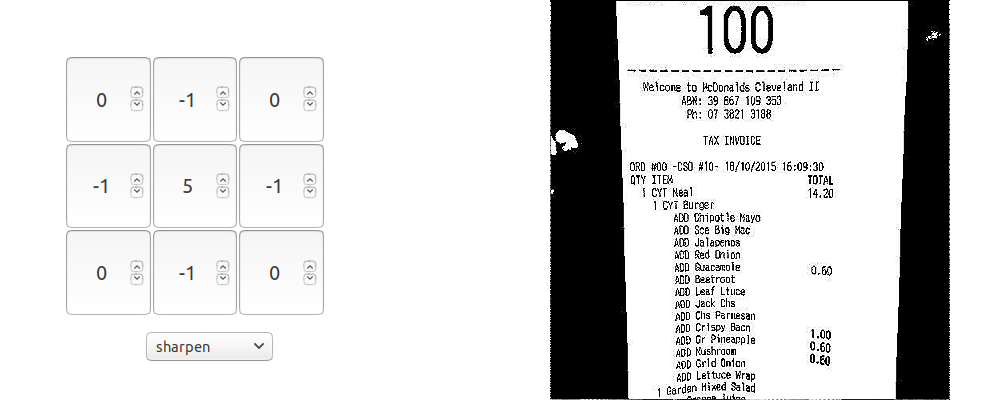 0 -1 0
-1 5 -1
0 -1 0
sharpen
100
Welcome to McDonalds Cleveland II
ABN: 39 667 109 353
Ph: 07 3821 3188
TAX INVOICE
ORD #00 -CSO #10- 18/10/2015 16:09:30
QTY ITEM TOTAL
1 CYT Meal 14.20
1 CYT Burger
ADD Chipotle Mayo
ADD Sce Big Mac
ADD Jalapenos
ADD Red Onion
ADD Guacamole 0.60
ADD Beetroot
ADD Leaf Ltuce
ADD Jack Chs
ADD Chs Parmesan
ADD Crispy Bacn 1.00
ADD Gr Pineapple 0.60
ADD Mushroom 0.60
ADD Grld Onion
ADD Lettuce Wrap
1 Garden Mixed Salad
Orange Juice